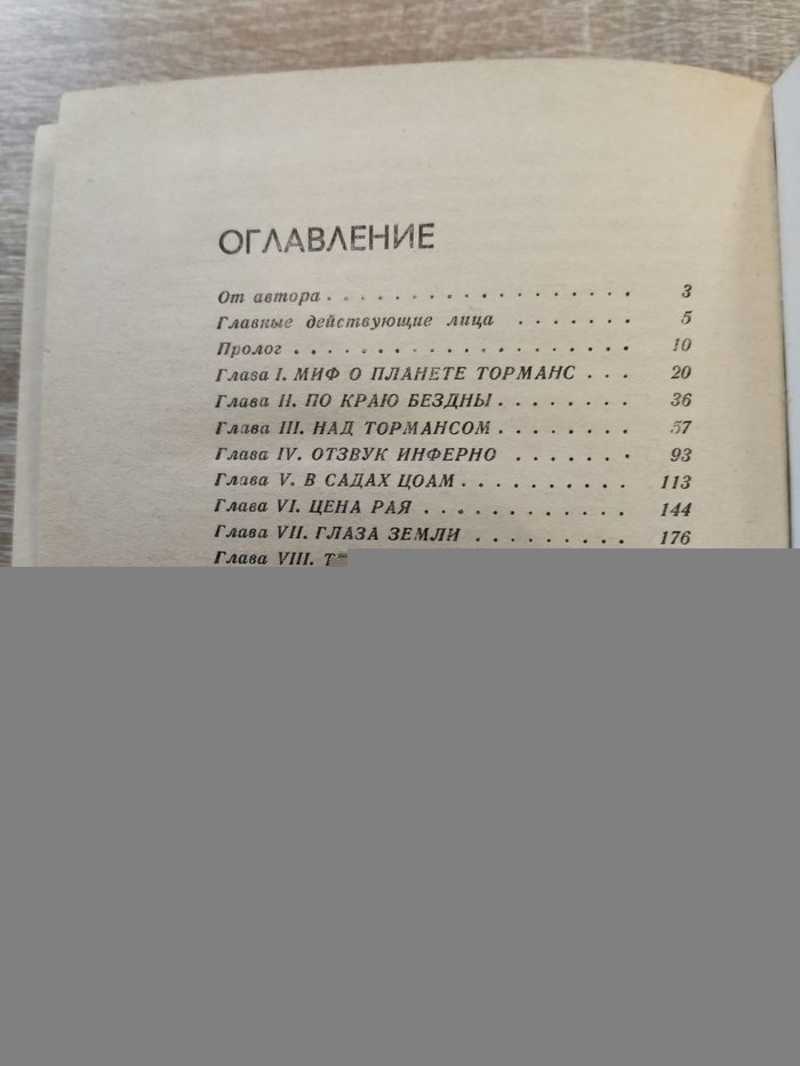 ОГЛАВЛЕНИЕ
От автора . . . . . . . . . . . . . . . . . . 3
Главные действующие лица . . . . . . . 5
Пролог . . . . . . . . . . . . . . . . . . . 10
Глава I. МИФ О ПЛАНЕТЕ ТОРМАНС . . . 20
Глава II. ПО КРАЮ БЕЗДНЫ . . . . . . . . 36
Глава III. НАД ТОРМАНСОМ . . . . . . . . 57
Глава IV. ОТЗВУК ИНФЕРНО . . . . . . . 93
Глава V. В САДАХ ЦОАМ . . . . . . . . . . 113
Глава VI. ЦЕНА РАЯ . . . . . . . . . . . . 144
Глава VII. ГЛАЗА ЗЕМЛИ . . . . . . . . . 176
Глава VIII.